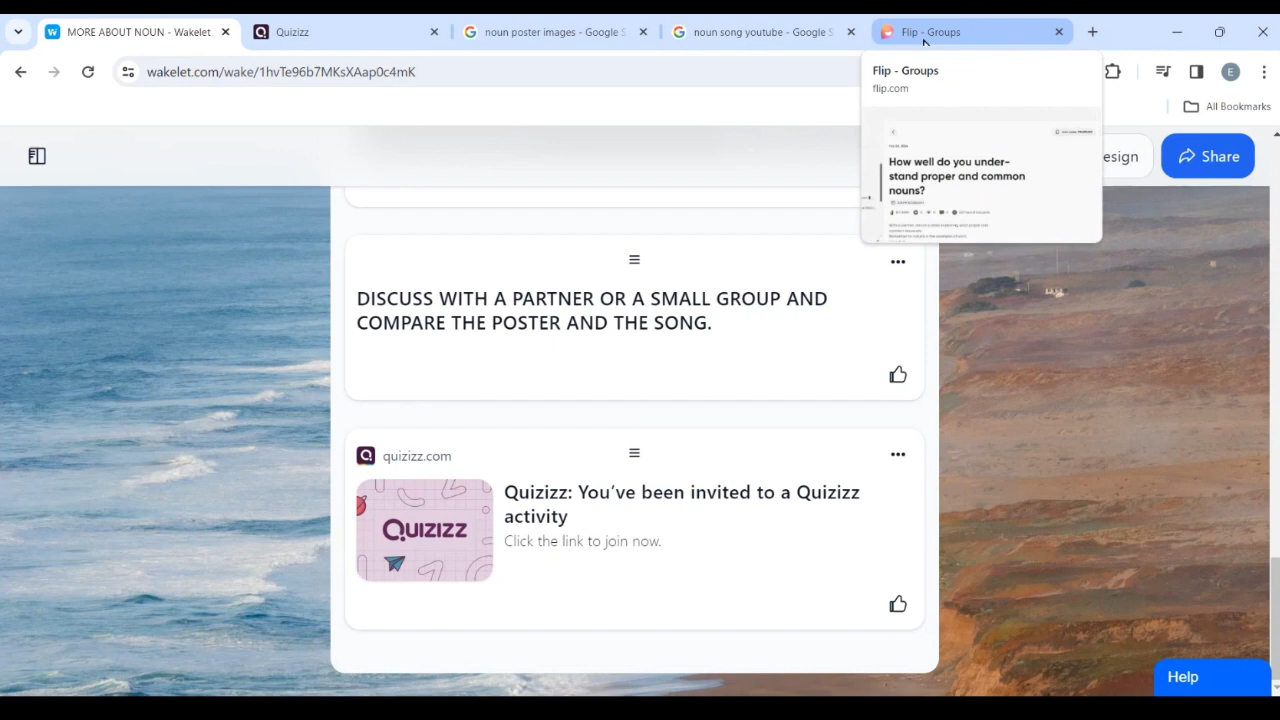 MORE ABOUT NOUN - Wakelet
Quizizz
noun poster images - Google S
noun song youtube - Google S
Flip - Groups
wakelet.com/wake/1hvTe96b7MKsXAap0c4mK
E
All Bookmarks
Flip - Groups
flip.com
How well do you under-
stand proper and common
nouns?
esign
Share
DISCUSS WITH A PARTNER OR A SMALL GROUP AND
COMPARE THE POSTER AND THE SONG.
quizizz.com
QUIZIZZ
Quizizz: You've been invited to a Quizizz
activity
Click the link to join now.
Help